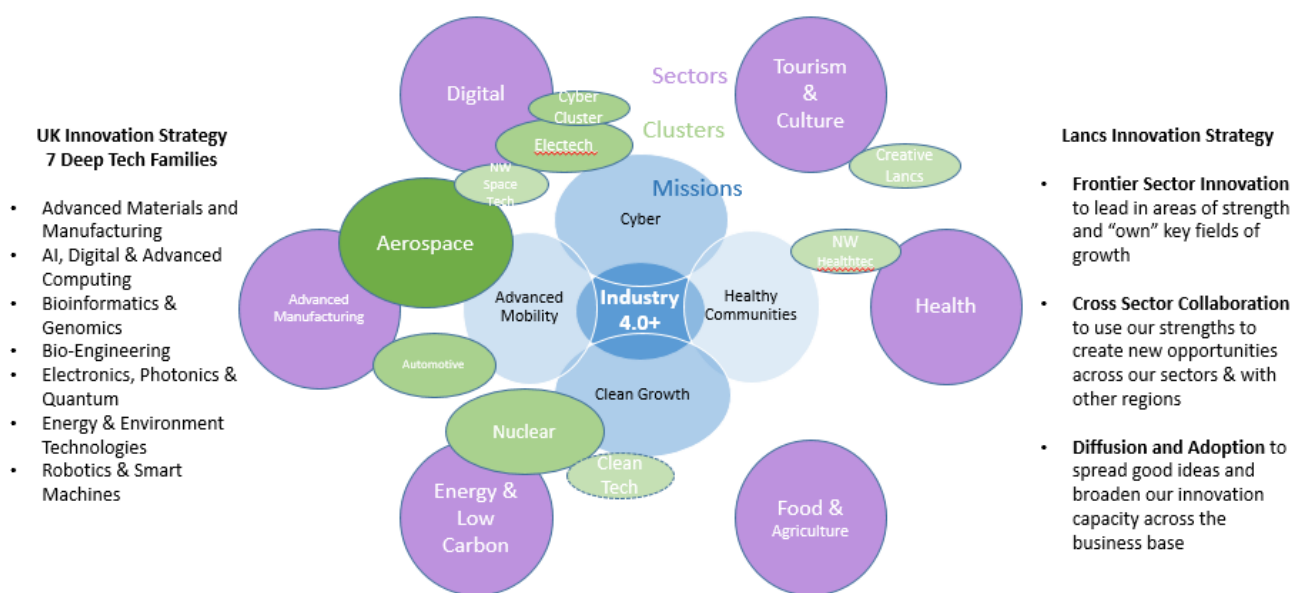 UK Innovation Strategy
7 Deep Tech Families
• Advanced Materials and
Manufacturing
• AI, Digital & Advanced
Computing
• Bioinformatics &
Genomics
• Bio-Engineering
• Electronics, Photonics &
Quantum
• Energy & Environment
Technologies
• Robotics & Smart
Machines
Sectors
Clusters
Missions
Digital
Cyber
Cluster
Electech
NW
Space
Tech
Tourism
&
Culture
Creative
Lancs
Aerospace
Advanced
Manufacturing
Automotive
Cyber
Advanced
Mobility
Industry
4.0+
Healthy
Communities
Clean Growth
NW
Healthtec
Health
Nuclear
Clean
Tech
Energy &
Low
Carbon
Food &
Agriculture
Lancs Innovation Strategy
• Frontier Sector Innovation
to lead in areas of strength
and “own” key fields of
growth
• Cross Sector Collaboration
to use our strengths to
create new opportunities
across our sectors & with
other regions
• Diffusion and Adoption to
spread good ideas and
broaden our innovation
capacity across the
business base